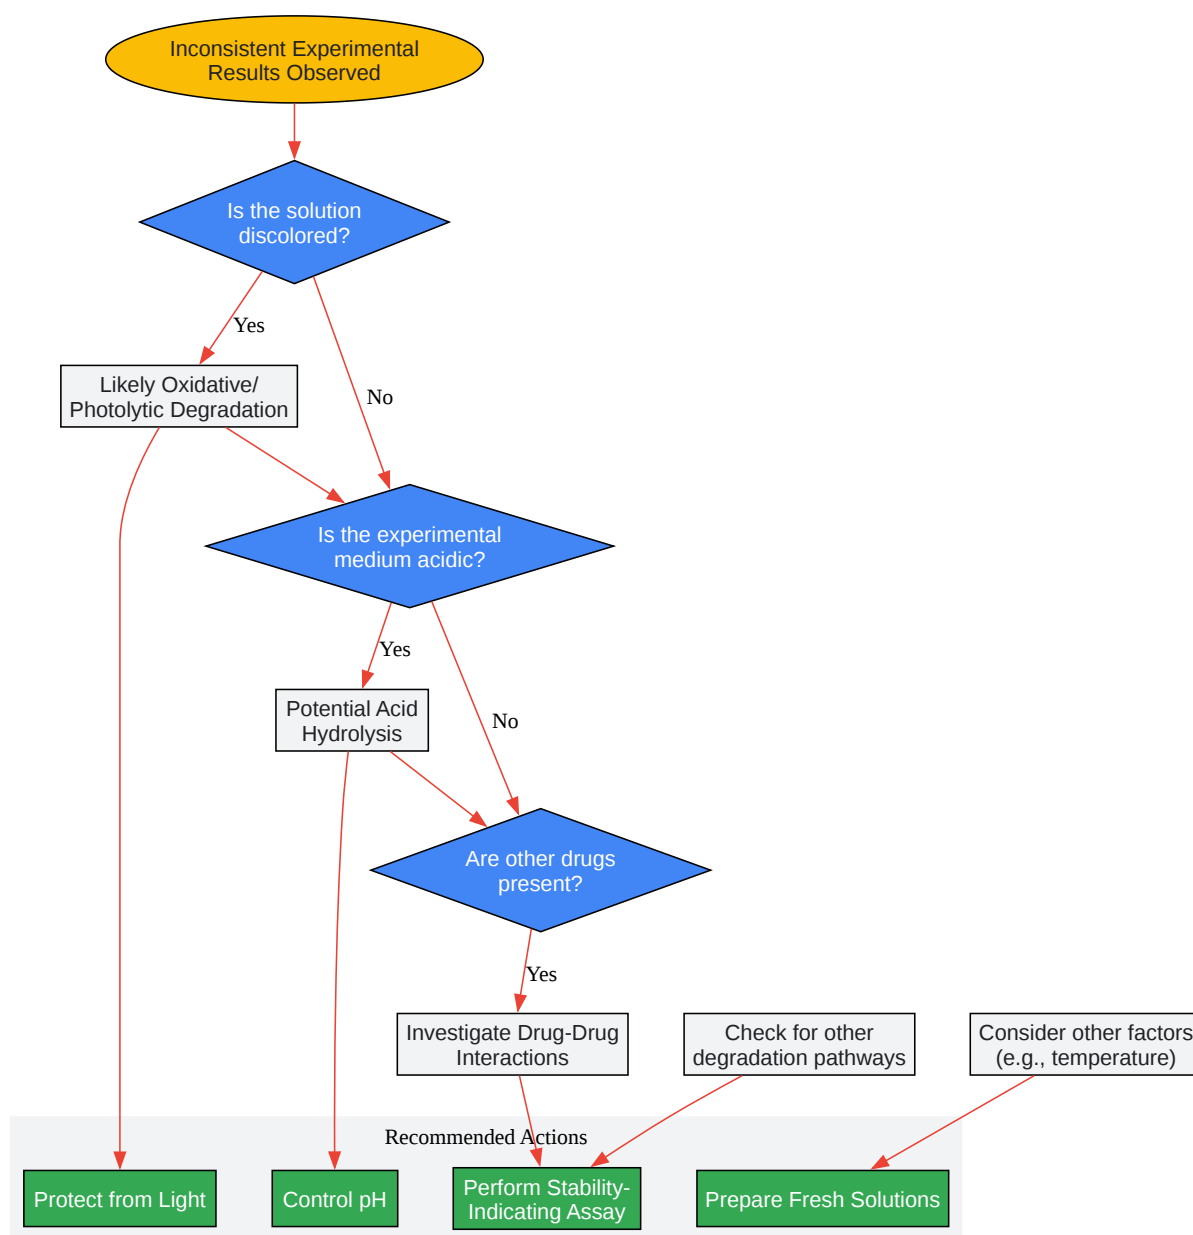 Inconsistent Experimental
Results Observed
Is the solution
discolored?
Yes
Likely Oxidative/
Photolytic Degradation
No
Is the experimental
medium acidic?
Yes
Potential Acid
Hydrolysis
No
Are other drugs
present?
Yes
Investigate Drug-Drug
Interactions
Check for other
degradation pathways
Consider other factors
(e.g., temperature)
Recommended Actions
Protect from Light
Control pH
Perform Stability-
Indicating Assay
Prepare Fresh Solutions